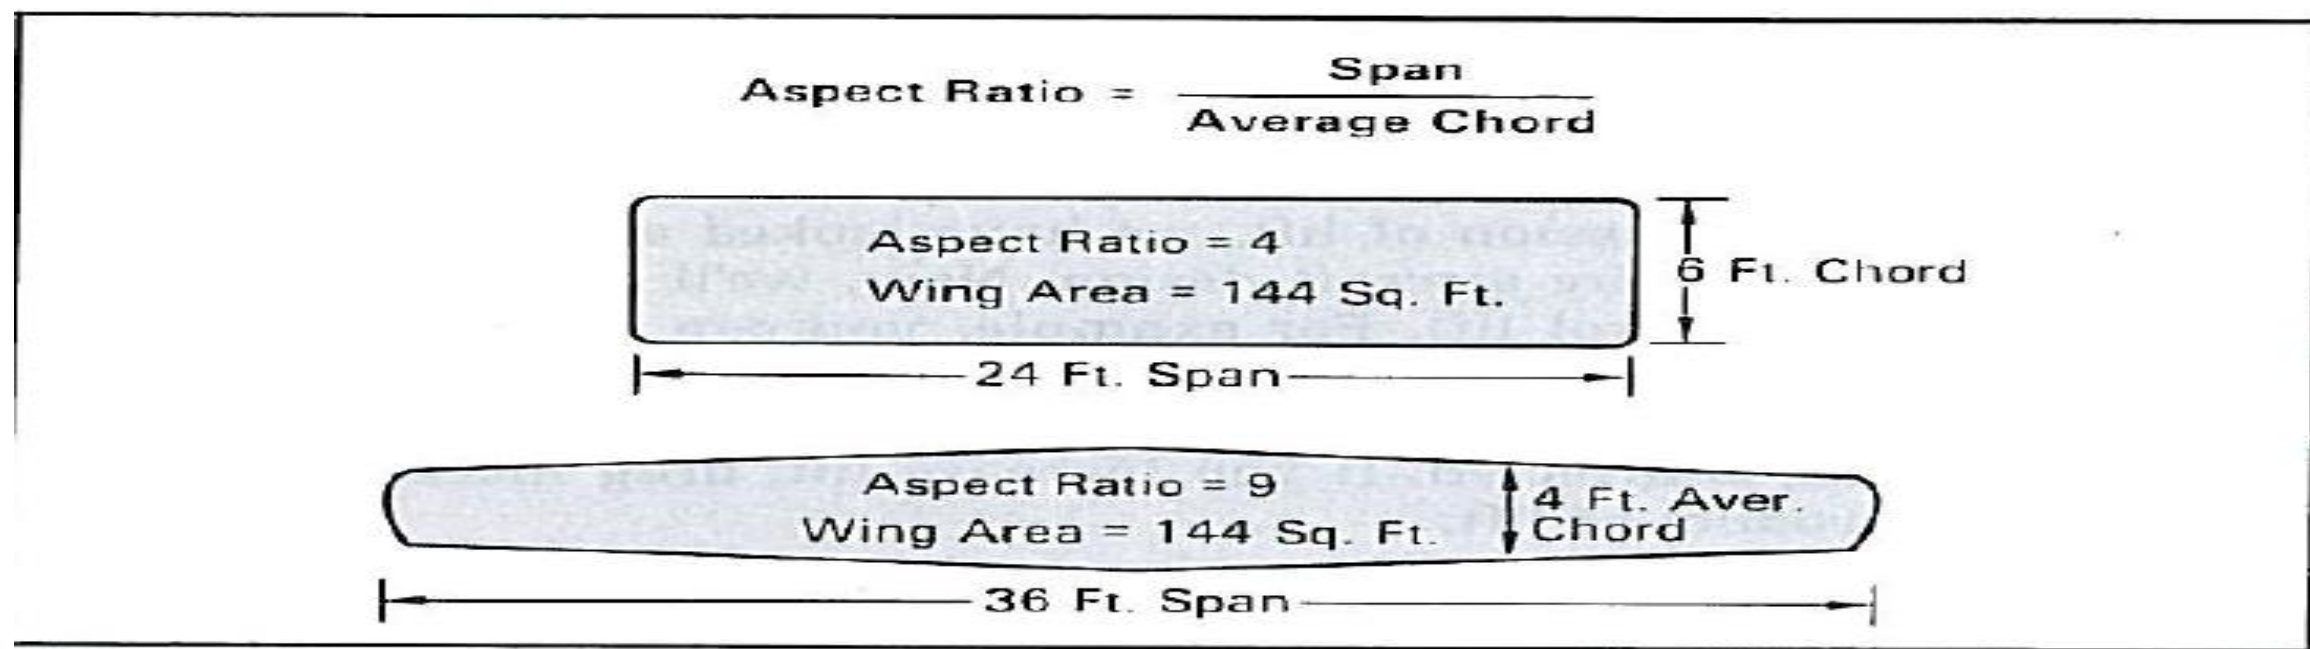 Aspect Ratio = Span
Average Chord
Aspect Ratio = 4
Wing Area = 144 Sq. Ft.
6 Ft. Chord
24 Ft. Span
Aspect Ratio = 9
Wing Area = 144 Sq. Ft.
4 Ft. Aver.
Chord
36 Ft. Span